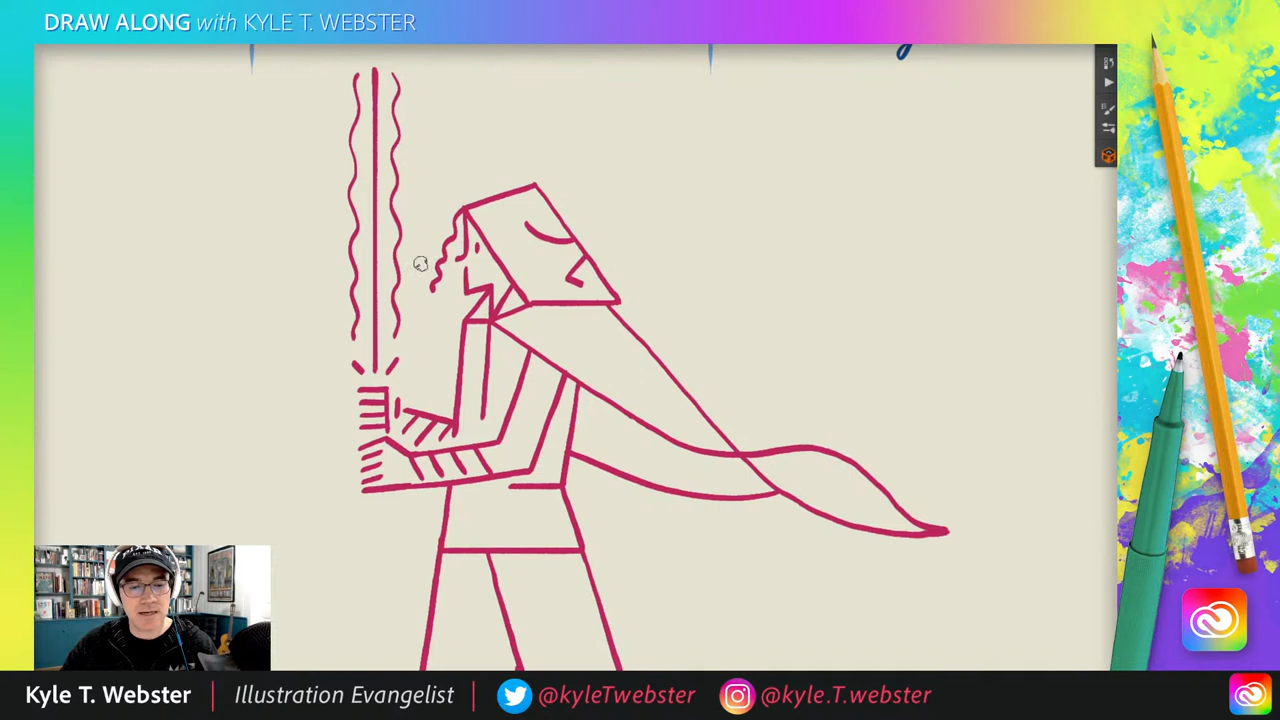 DRAW ALONG with KYLE T. WEBSTER
Kyle T. Webster | Illustration Evangelist | @kyleTwebster @kyle.T.webster